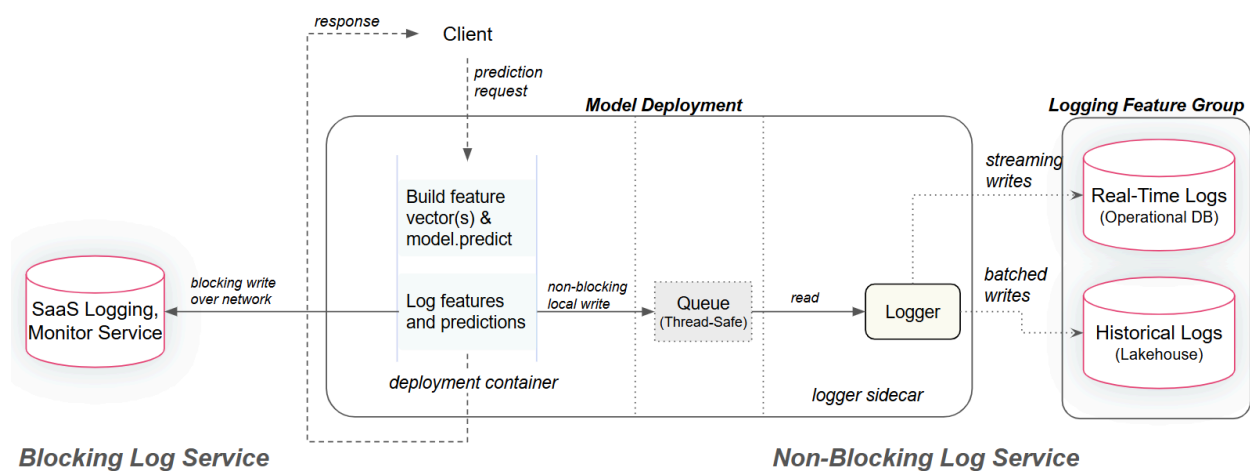 response
Client
prediction
request
Model Deployment
Logging Feature Group
streaming
writes
Real-Time Logs
(Operational DB)
Build feature
vector(s) &
model.predict
blocking write
over network
SaaS Logging,
Monitor Service
Log features
and predictions
non-blocking
local write
Queue
(Thread-Safe)
read
Logger
batched
writes
Historical Logs
(Lakehouse)
deployment container
logger sidecar
Blocking Log Service
Non-Blocking Log Service